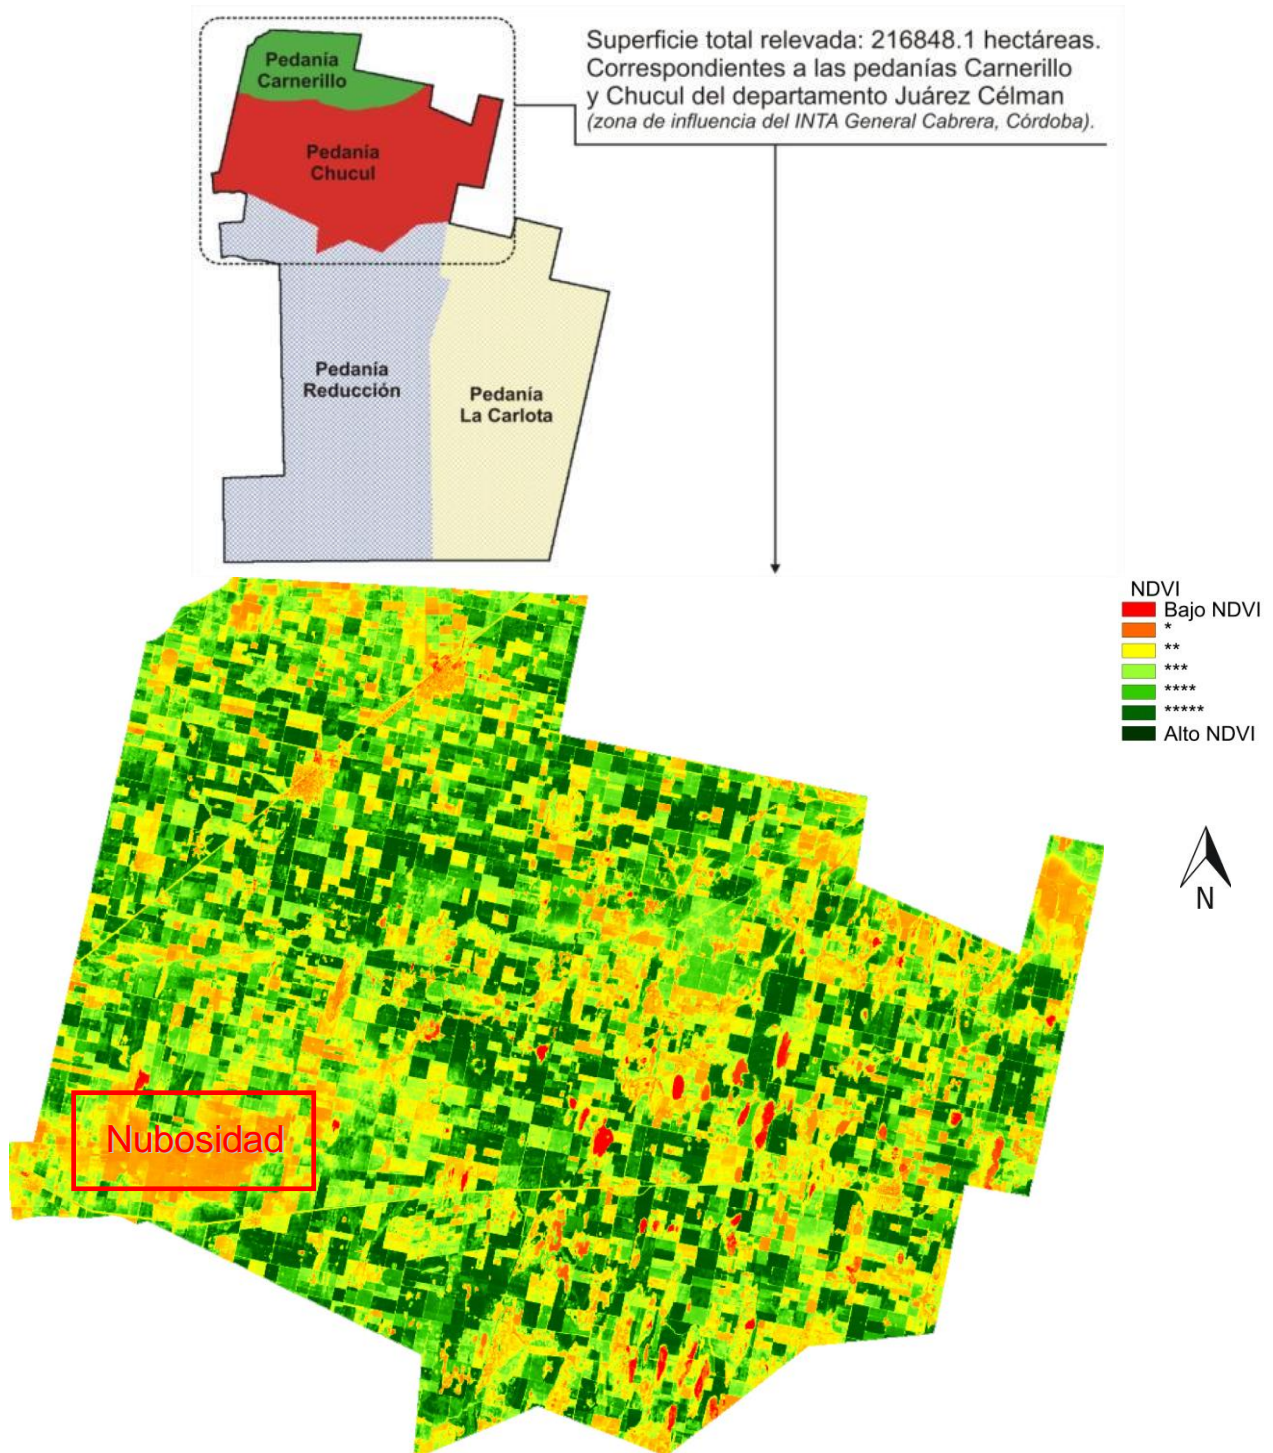 Pedanía
Carnerillo
Superficie total relevada: 216848.1 hectáreas.
Correspondientes a las pedanías Carnerillo
y Chucul del departamento Juárez Célman
(zona de influencia del INTA General Cabrera, Córdoba).
Pedanía
Chucul
Pedanía
Reducción
Pedanía
La Carlota
NDVI
Bajo NDVI
*
**
***
****
*****
Alto NDVI
N
Nubosidad